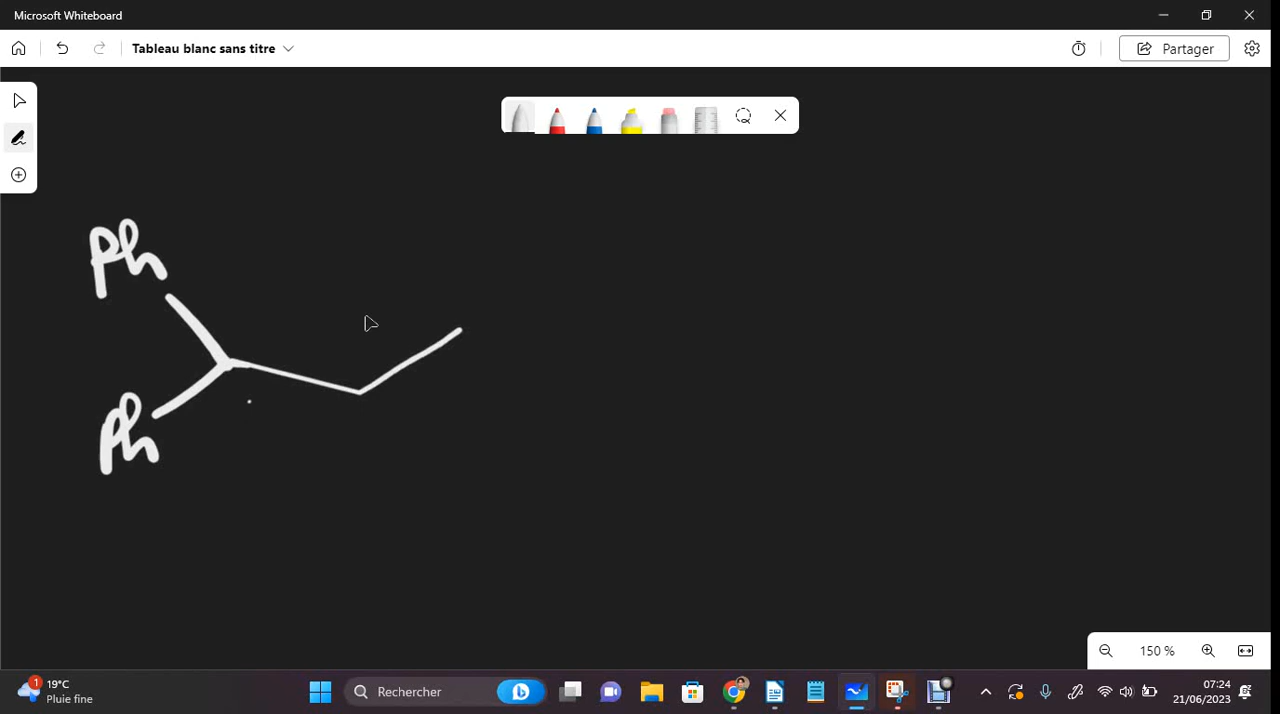 Microsoft Whiteboard
Tableau blanc sans titre
Partager
Ph
Ph
150 %
1
19°C
Pluie fine
Rechercher
07:24
21/06/2023